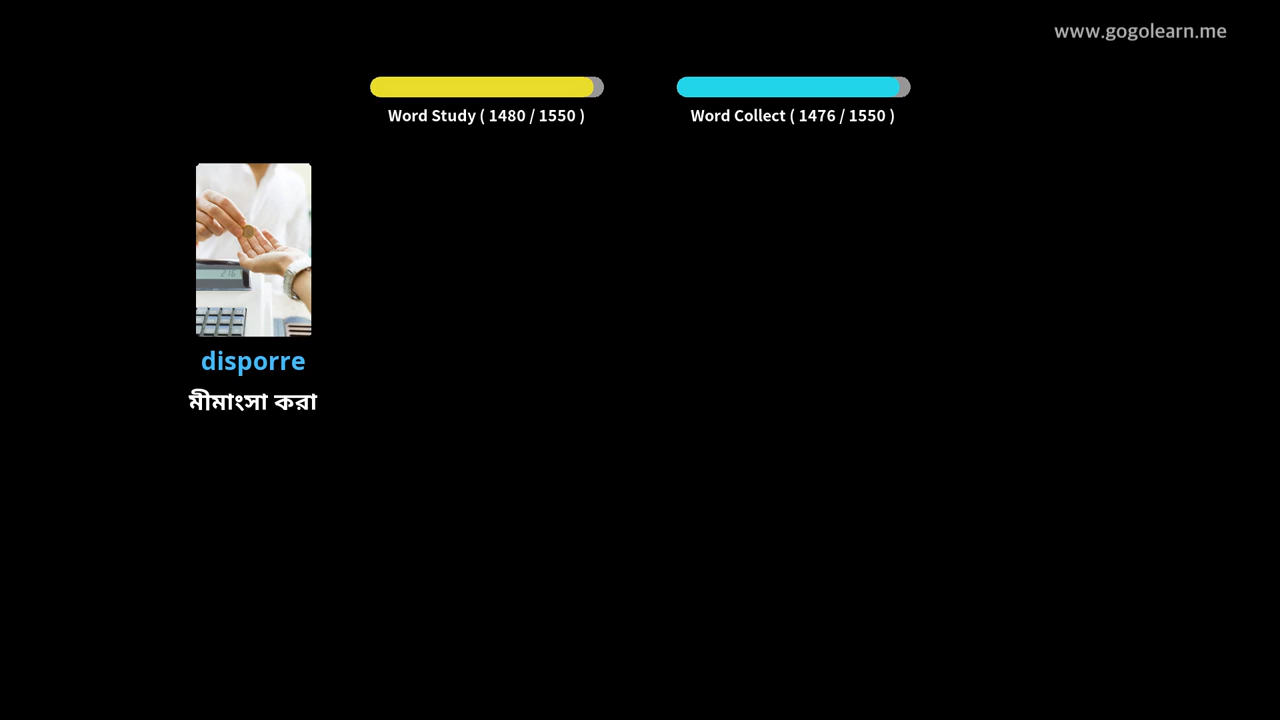 www.gogolearn.me
Word Study ( 1480 / 1550 )
Word Collect ( 1476 / 1550 )
disporre
মীমাংসা করা